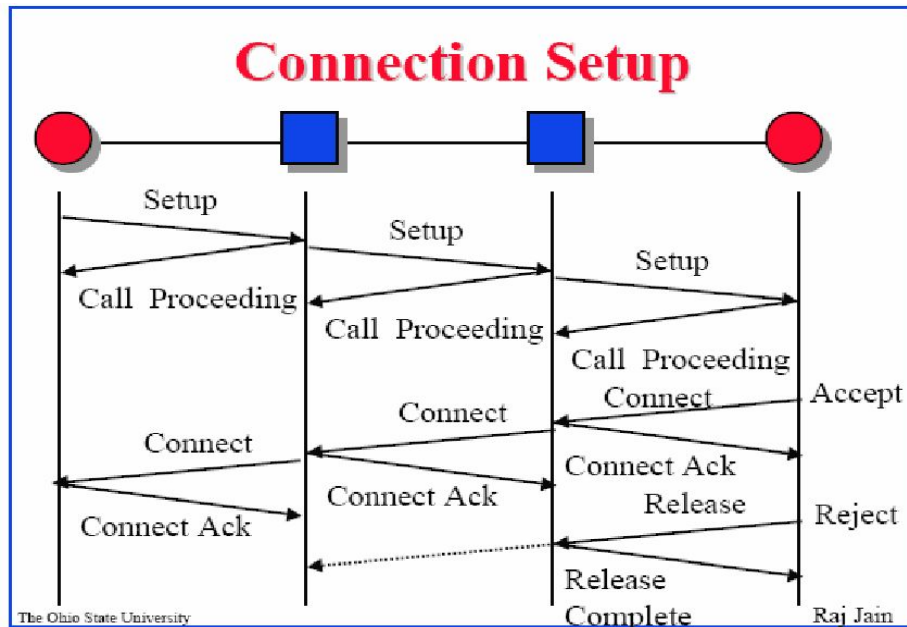 Connection Setup
Setup
Setup
Setup
Call Proceeding
Call Proceeding
Call Proceeding
Accept
Connect
Connect
Connect
Connect Ack
Connect Ack
Connect Ack
Release
Reject
Release
Complete
The Ohio State University
Raj Jain